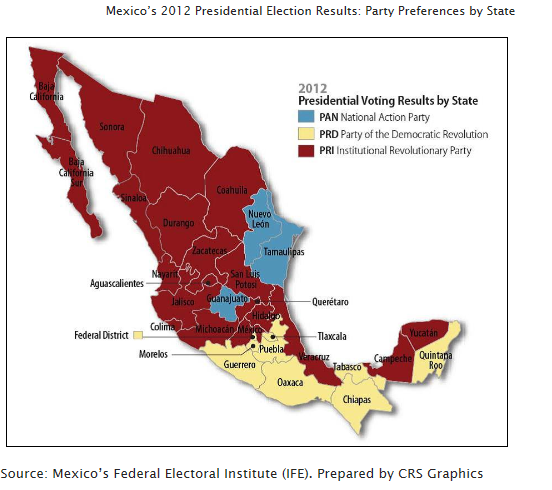 Mexico's 2012 Presidential Election Results: Party Preferences by State
2012
Presidential Voting Results by State
PAN National Action Party
PRD Party of the Democratic Revolution
PRI Institutional Revolutionary Party
Baja
California
Sonora
Chihuahua
Baja
California
Sur
Coahuila
Sinaloa
Nuevo
León
Durango
Tamaulipas
Zacatecas
Nayarit
San Luis
Potosi
Aguascalientes
Jalisco
Guanajuato
Querétaro
Hidalgo
Colima
Michoacán
México
Federal District
Tlaxcala
Morelos
Puebla
Veracruz
Guerrero
Tabasco
Campeche
Yucatan
Quintana
Roo
Oaxaca
Chiapas
Source: Mexico's Federal Electoral Institute (IFE). Prepared by CRS Graphics